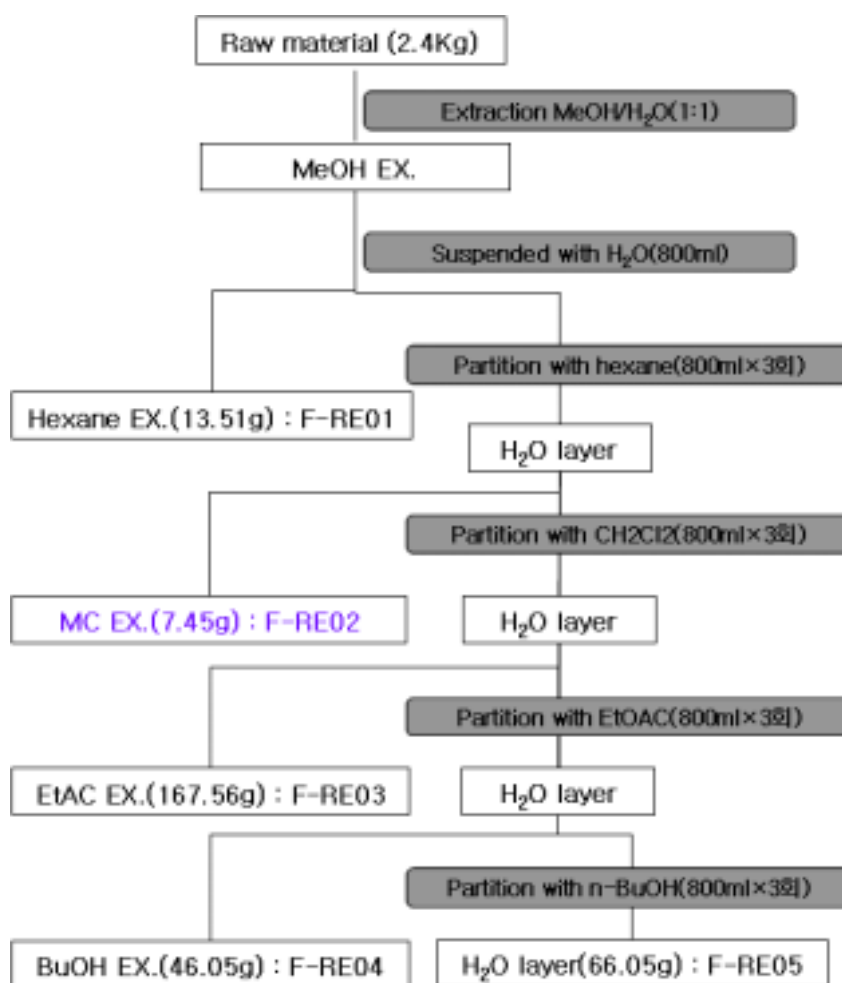 Raw material (2.4Kg)
Extraction MeOH/H₂O(1:1)
MeOH EX.
Suspended with H₂O(800ml)
Partition with hexane(800ml×3회)
Hexane EX.(13.51g) : F-RE01
H₂O layer
Partition with CH2Cl2(800ml×3회)
MC EX.(7.45g) : F-RE02
H₂O layer
Partition with EtOAC(800ml×3회)
EtAC EX.(167.56g) : F-RE03
H₂O layer
Partition with n-BuOH(800ml×3회)
BuOH EX.(46.05g) : F-RE04
H₂O layer(66.05g) : F-RE05